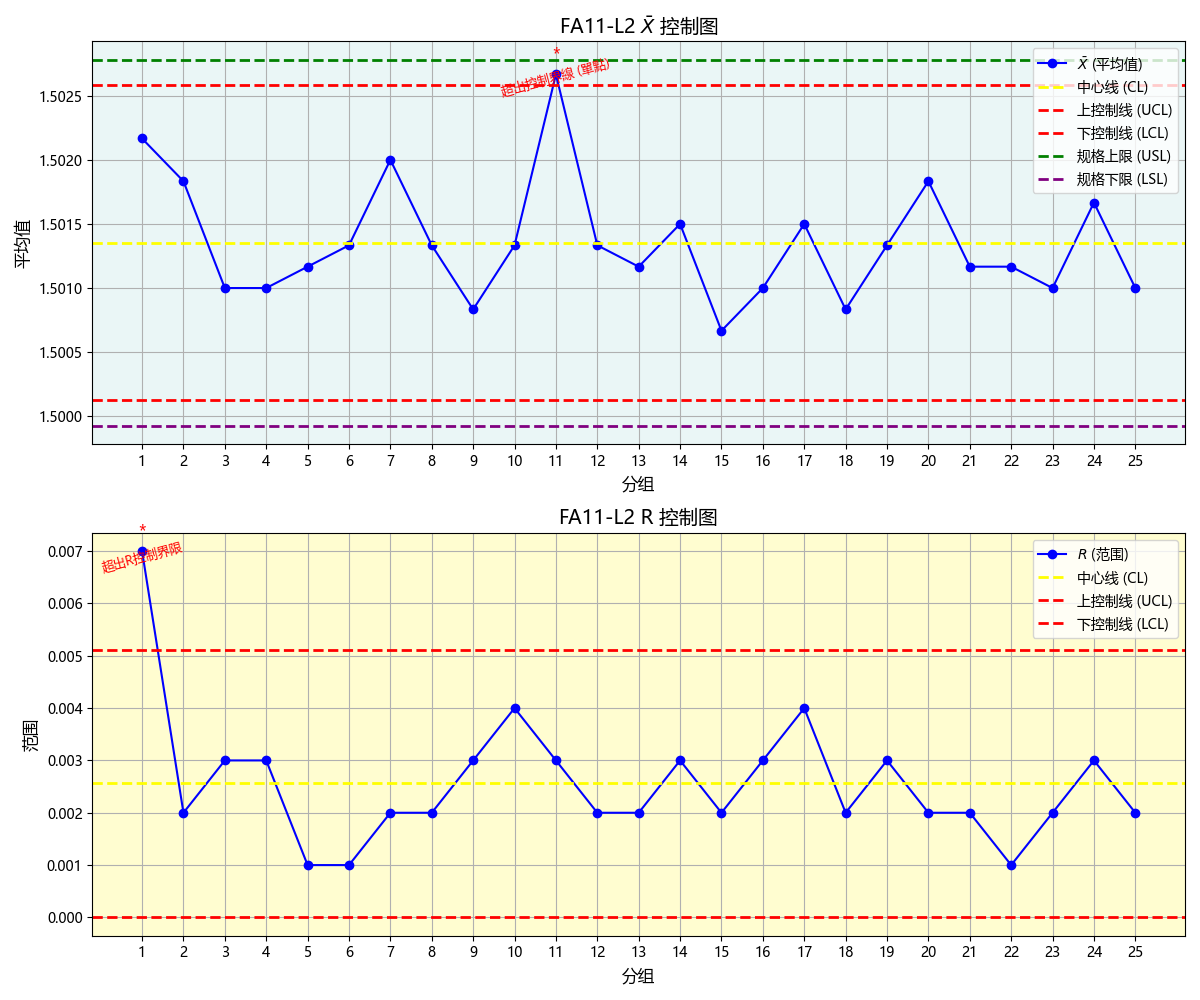 FA11-L2 X̄ 控制图
*
超出控制界線 (單點)
X̄ (平均值)
中心线 (CL)
上控制线 (UCL)
下控制线 (LCL)
规格上限 (USL)
规格下限 (LSL)
平均值
1.5025
1.5020
1.5015
1.5010
1.5005
1.5000
1 2 3 4 5 6 7 8 9 10 11 12 13 14 15 16 17 18 19 20 21 22 23 24 25
分组
FA11-L2 R 控制图
*
超出R控制界限
R (范围)
中心线 (CL)
上控制线 (UCL)
下控制线 (LCL)
范围
0.007
0.006
0.005
0.004
0.003
0.002
0.001
0.000
1 2 3 4 5 6 7 8 9 10 11 12 13 14 15 16 17 18 19 20 21 22 23 24 25
分组